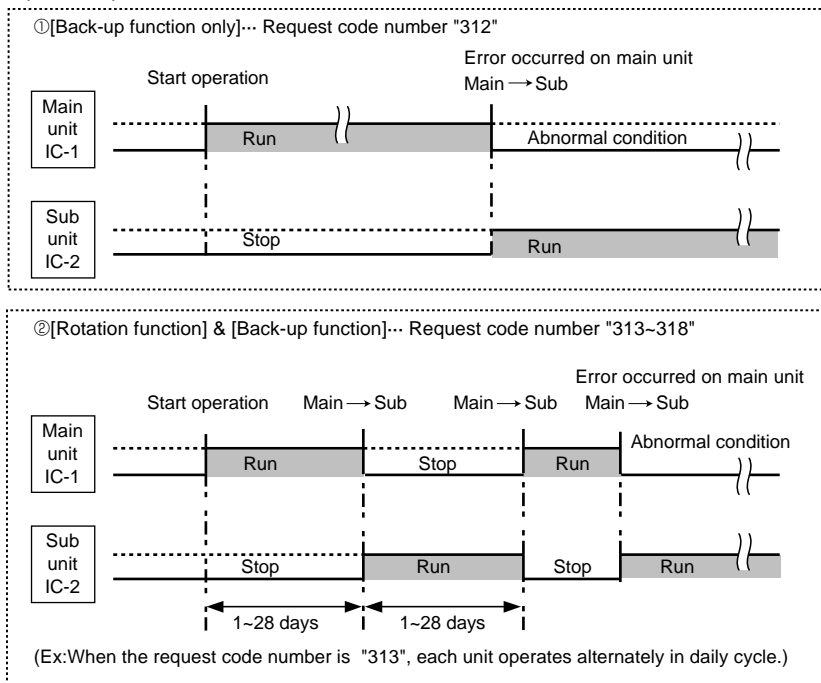 ①[Back-up function only]··· Request code number "312"
Error occurred on main unit
Start operation
Main → Sub
Main
unit
IC-1
Run
Abnormal condition
Sub
unit
IC-2
Stop
Run
②[Rotation function] & [Back-up function]··· Request code number "313~318"
Error occurred on main unit
Start operation Main → Sub Main → Sub Main → Sub
Main
unit
IC-1
Run Stop Run Abnormal condition
Sub
unit
IC-2
Stop Run Stop Run
1~28 days 1~28 days
(Ex:When the request code number is "313", each unit operates alternately in daily cycle.)